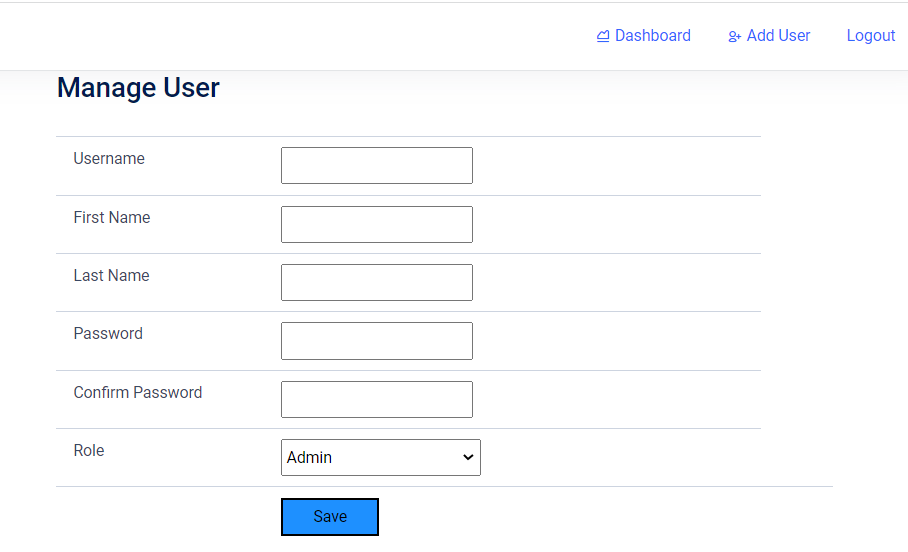 Dashboard Add User Logout
Manage User
Username
First Name
Last Name
Password
Confirm Password
Role Admin
Save